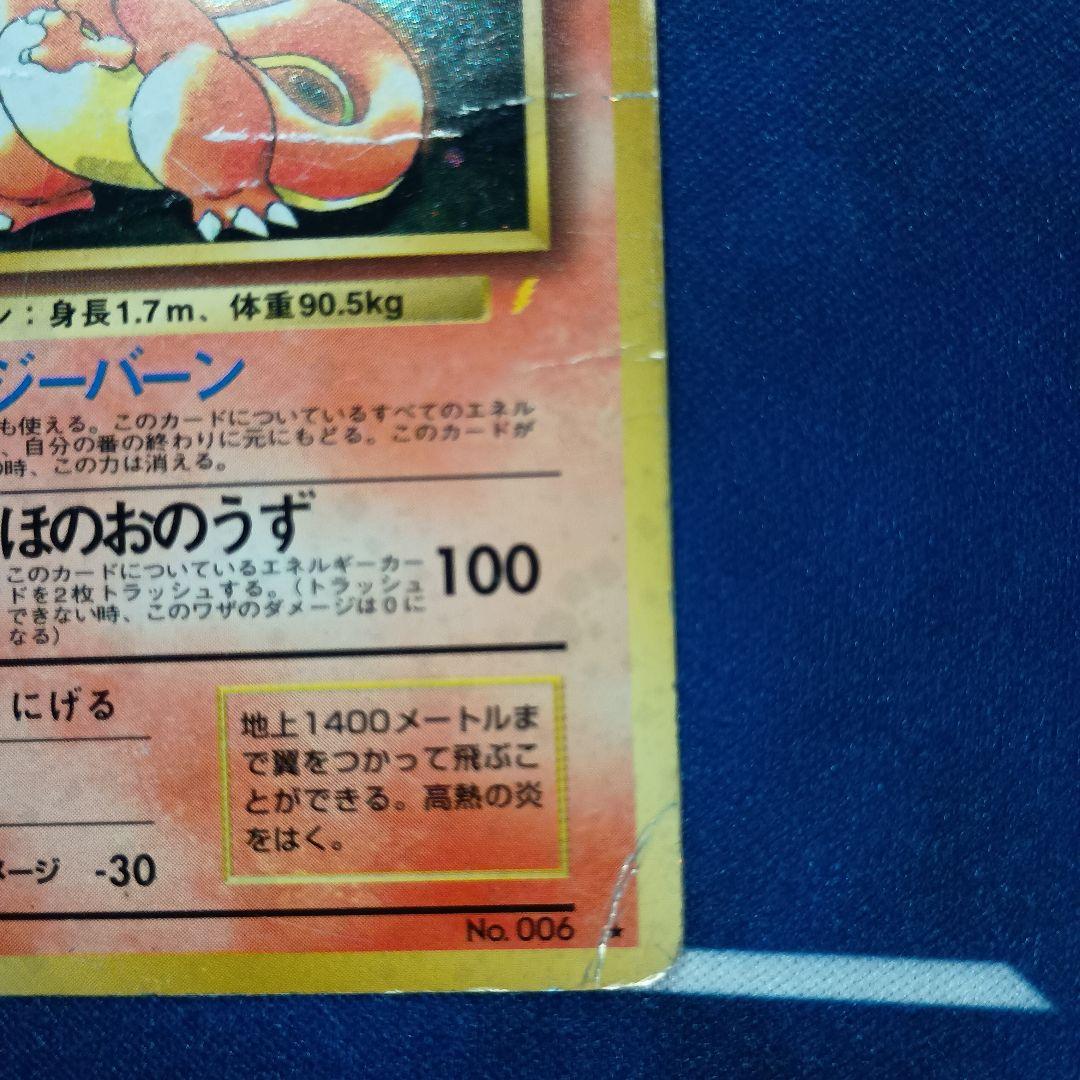 ン：身長1.7m、体重90.5kg
ジーバーン
も使える。このカードについているすべてのエネル
、自分の番の終わりに元にもどる。このカードが
の時、この力は消える。
ほのおのうず
100
このカードについているエネルギーカー
ドを2枚トラッシュする。（トラッシュ
できない時、このワザのダメージは0に
なる）
にげる
地上1400メートルま
で翼をつかって飛ぶこ
とができる。高熱の炎
をはく。
メージ -30
No. 006 ★